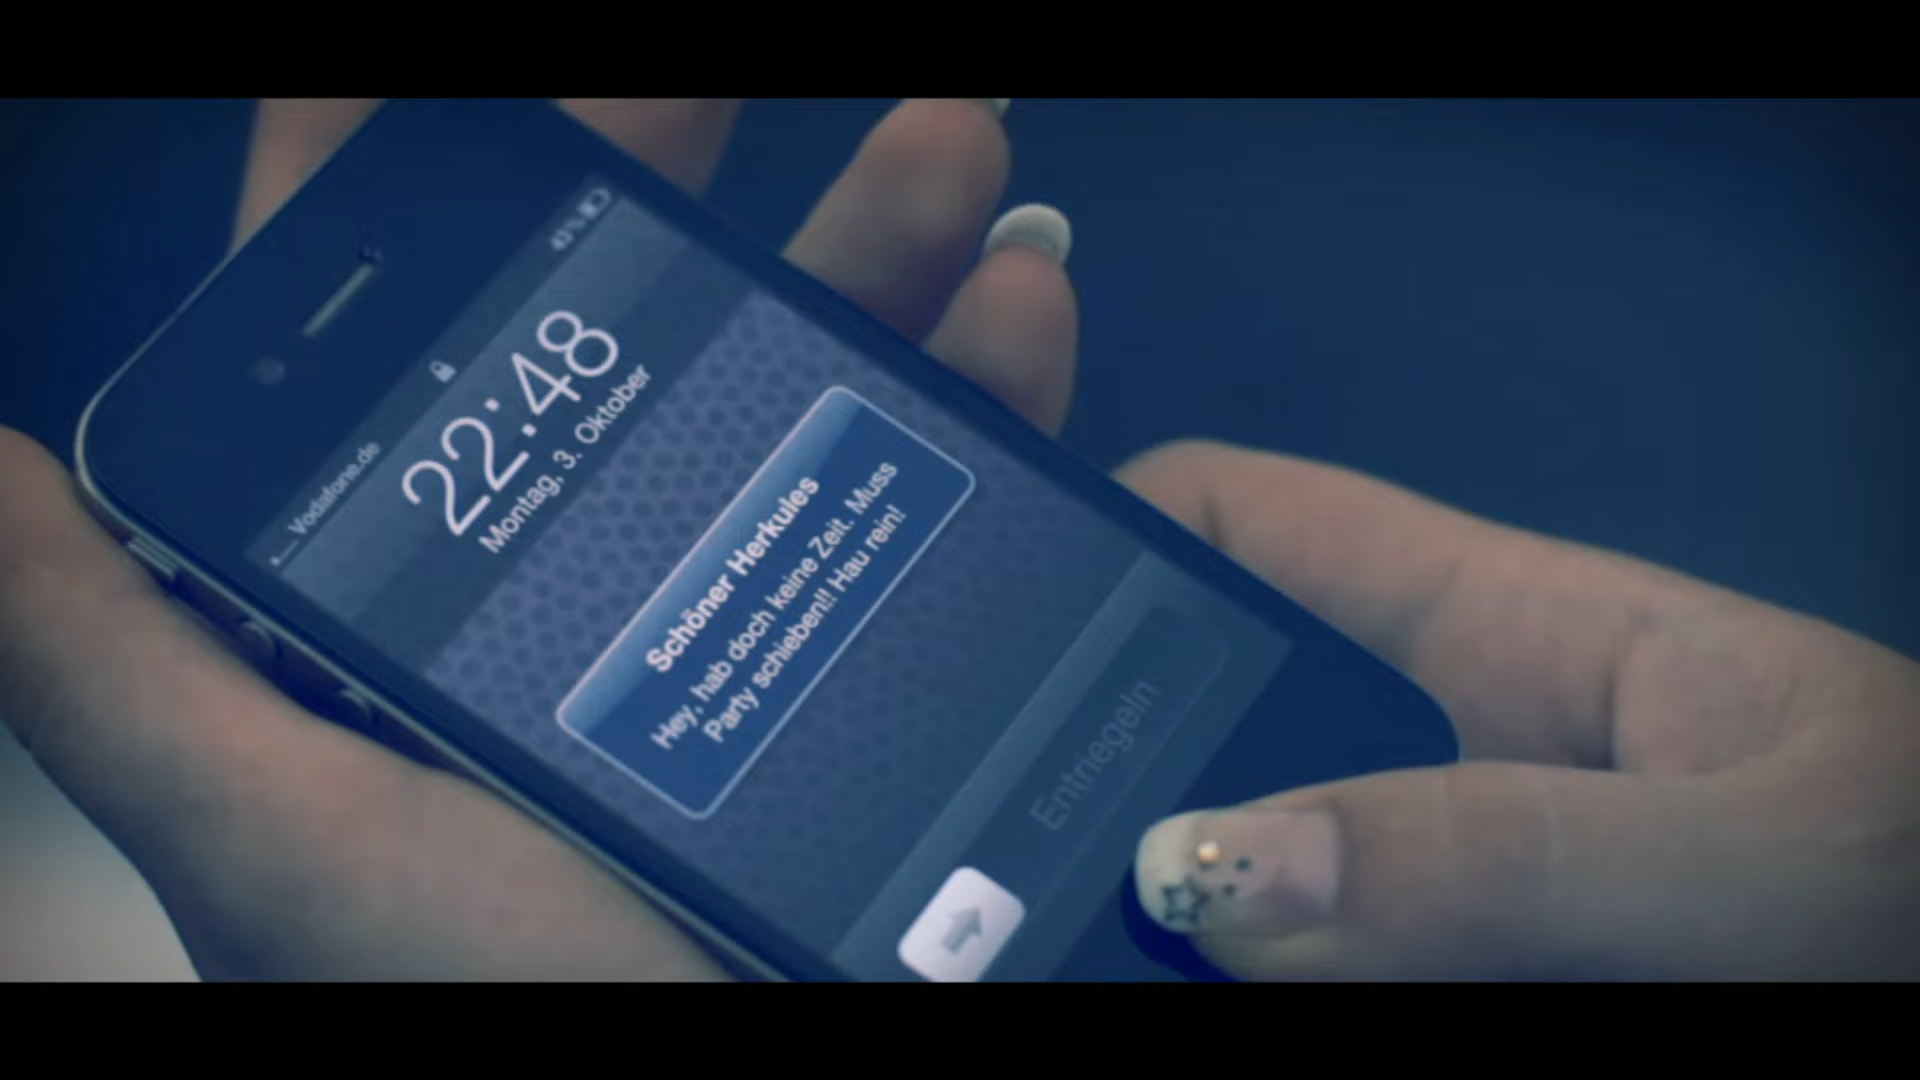 Vodafone.de
43 %
22:48
Montag, 3. Oktober
Schöner Herkules
Hey, hab doch keine Zeit. Muss
Party schieben!! Hau rein!
Entriegeln